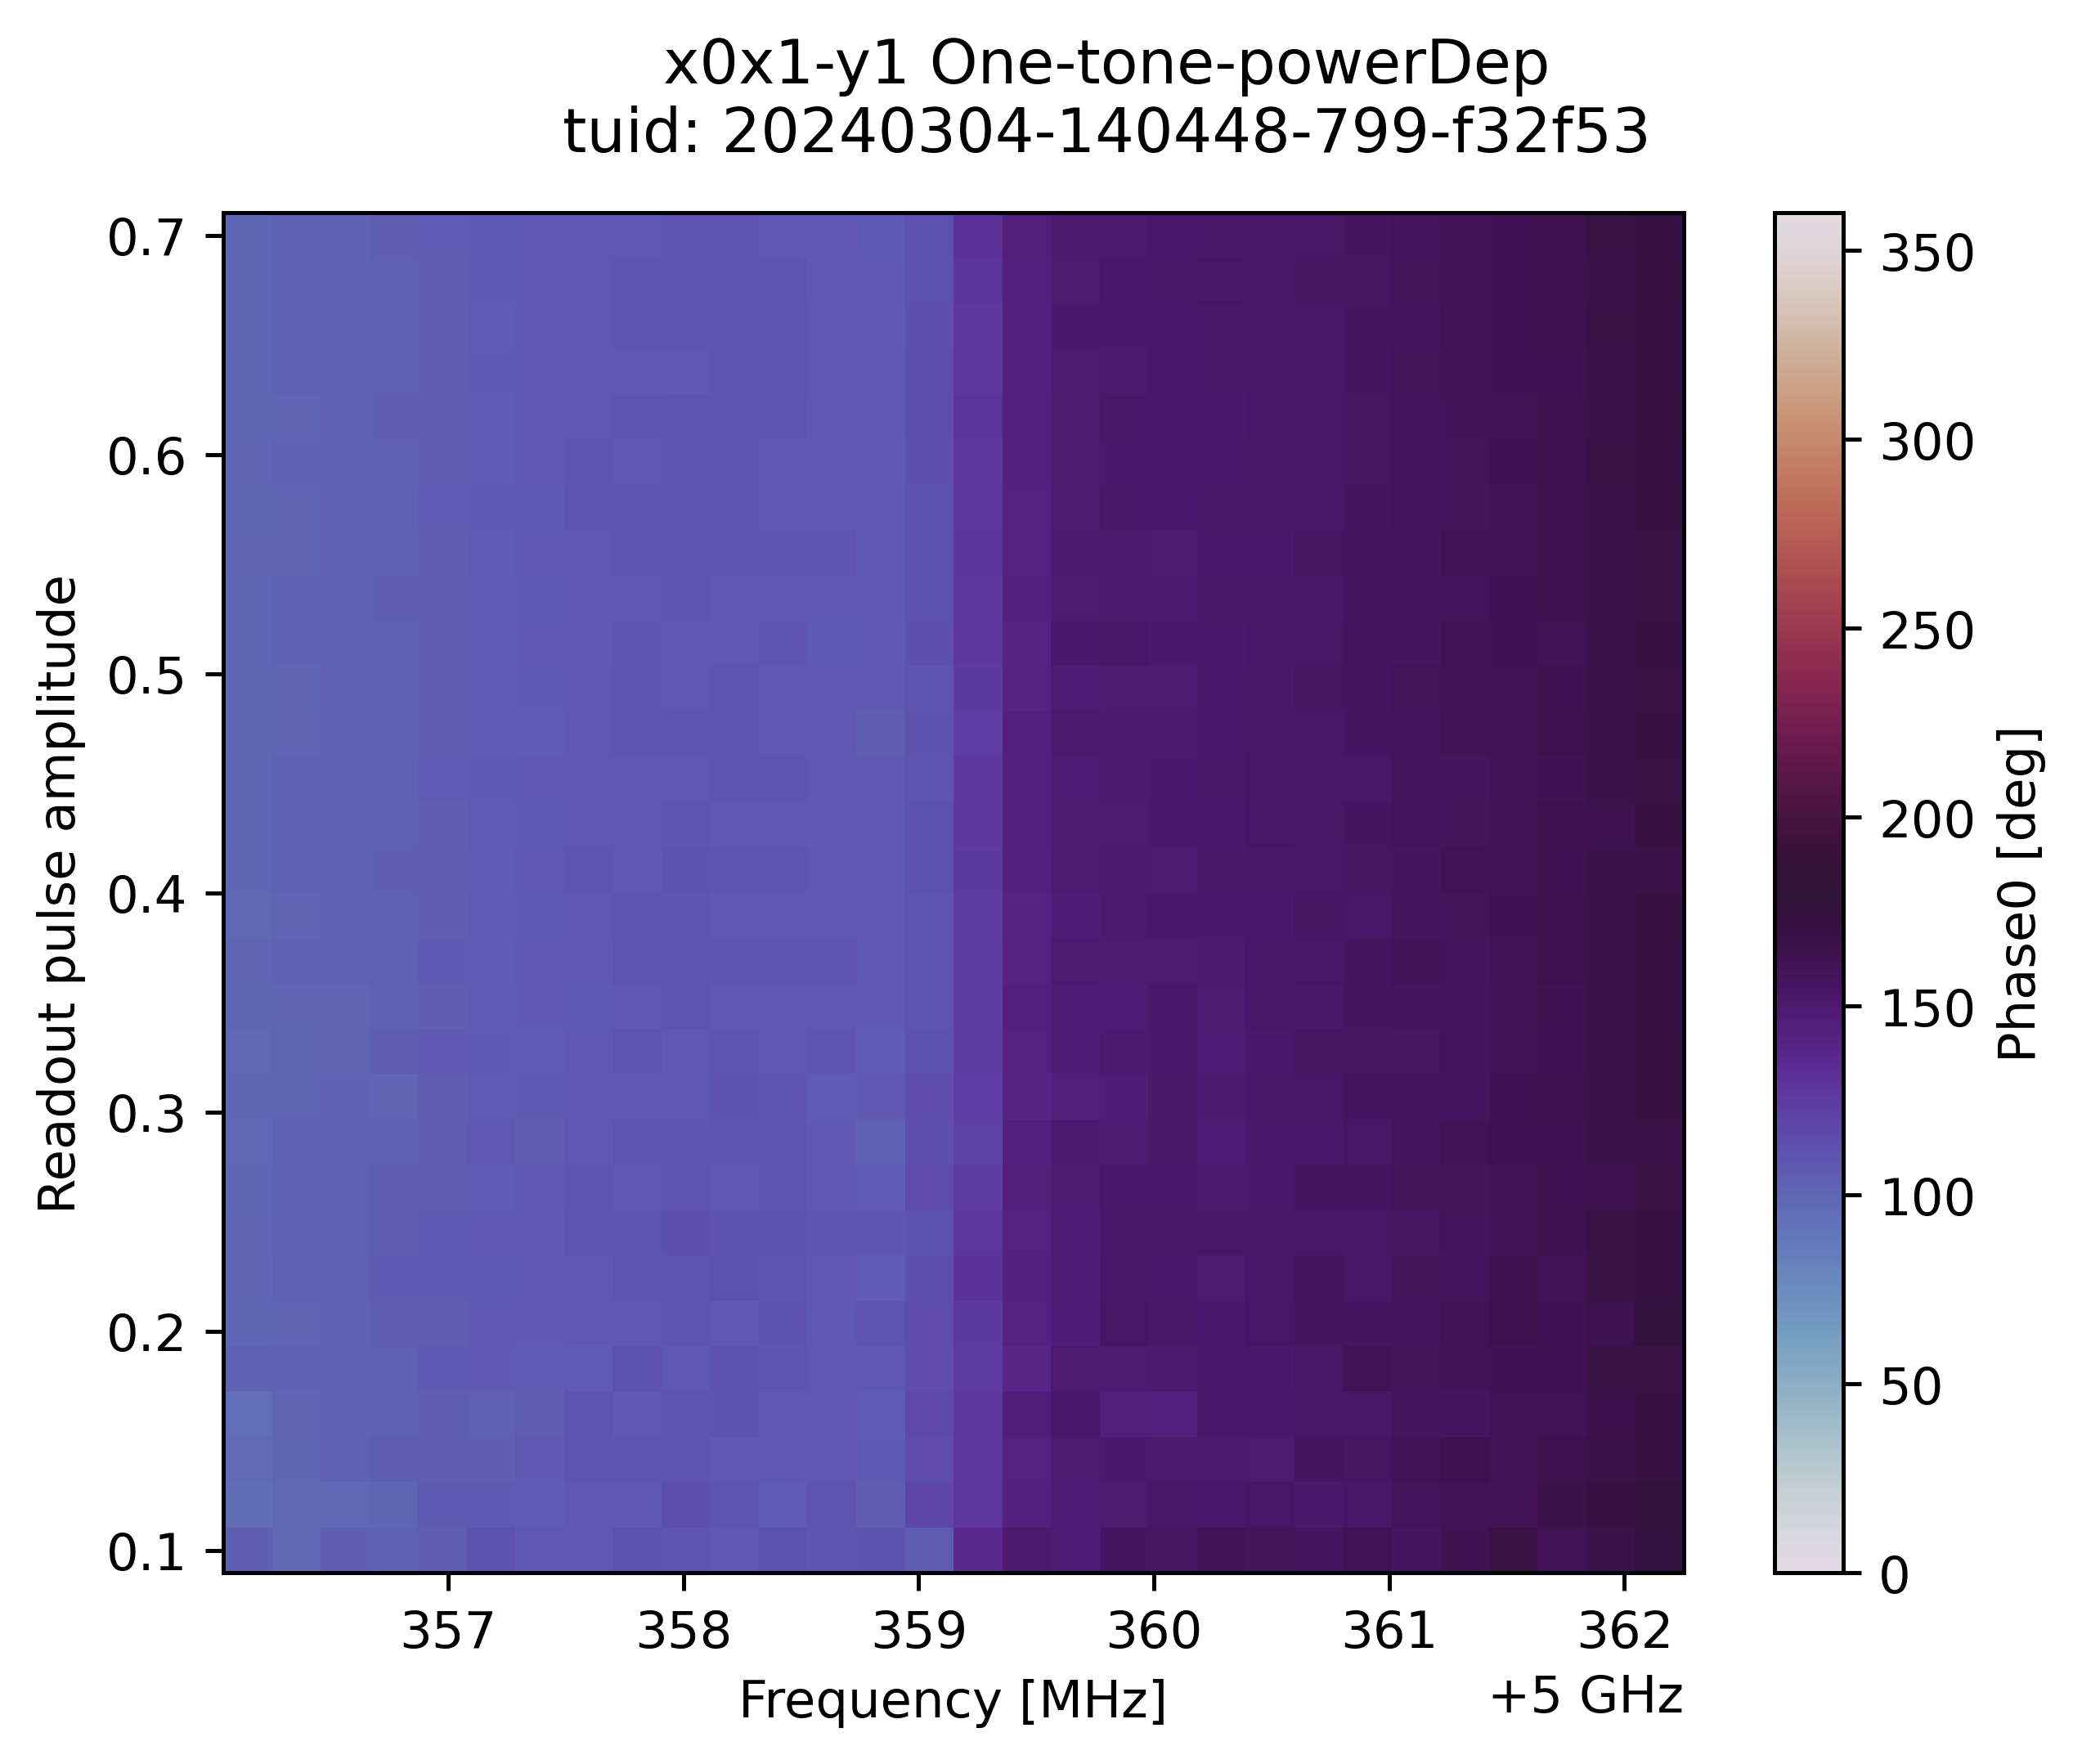 x0x1-y1 One-tone-powerDep
tuid: 20240304-140448-799-f32f53
Readout pulse amplitude
0.7
0.6
0.5
0.4
0.3
0.2
0.1
357 358 359 360 361 362
Frequency [MHz]
+5 GHz
350
300
250
200
150
100
50
0
Phase0 [deg]